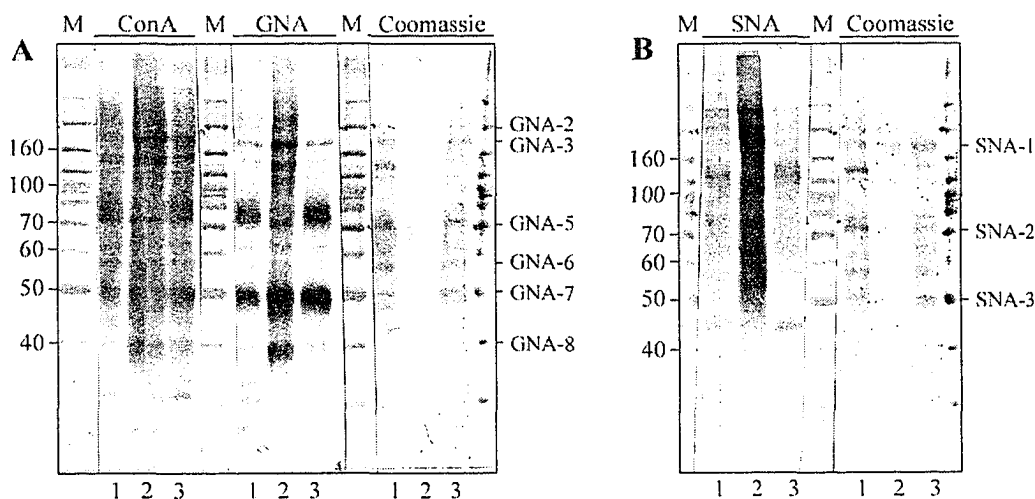 A
M ConA M GNA M Coomassie
160
100
70
60
50
40
GNA-2
GNA-3
GNA-5
GNA-6
GNA-7
GNA-8
1 2 3 1 2 3 1 2 3
B
M SNA M Coomassie
160
100
70
60
50
40
SNA-1
SNA-2
SNA-3
1 2 3 1 2 3